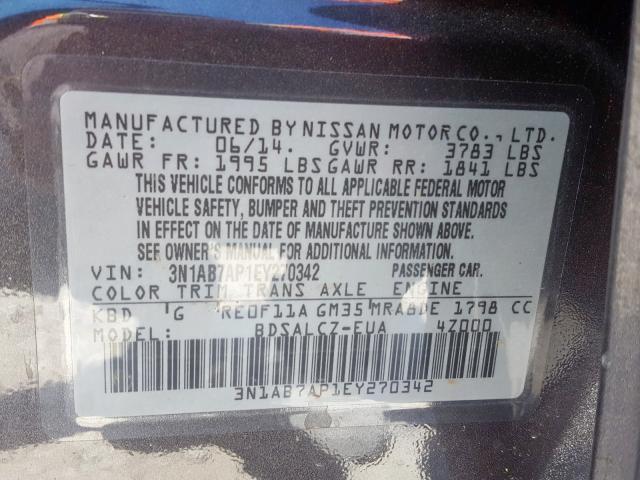 MANUFACTURED BY NISSAN MOTOR CO., LTD.
DATE: 06/14. GVWR: 3783 LBS
GAWR FR: 1995 LBS GAWR RR: 1841 LBS
THIS VEHICLE CONFORMS TO ALL APPLICABLE FEDERAL MOTOR
VEHICLE SAFETY, BUMPER AND THEFT PREVENTION STANDARDS
IN EFFECT ON THE DATE OF MANUFACTURE SHOWN ABOVE.
SEE OWNER'S MANUAL FOR ADDITIONAL INFORMATION.
VIN: 3N1AB7AP1EY270342 PASSENGER CAR.
COLOR TRIM TRANS AXLE ENGINE
KBD G RE0F11A GM35 MRA8DE 1798 CC
MODEL: BDSALCZ-EUA 4Z000
3N1AB7AP1EY270342